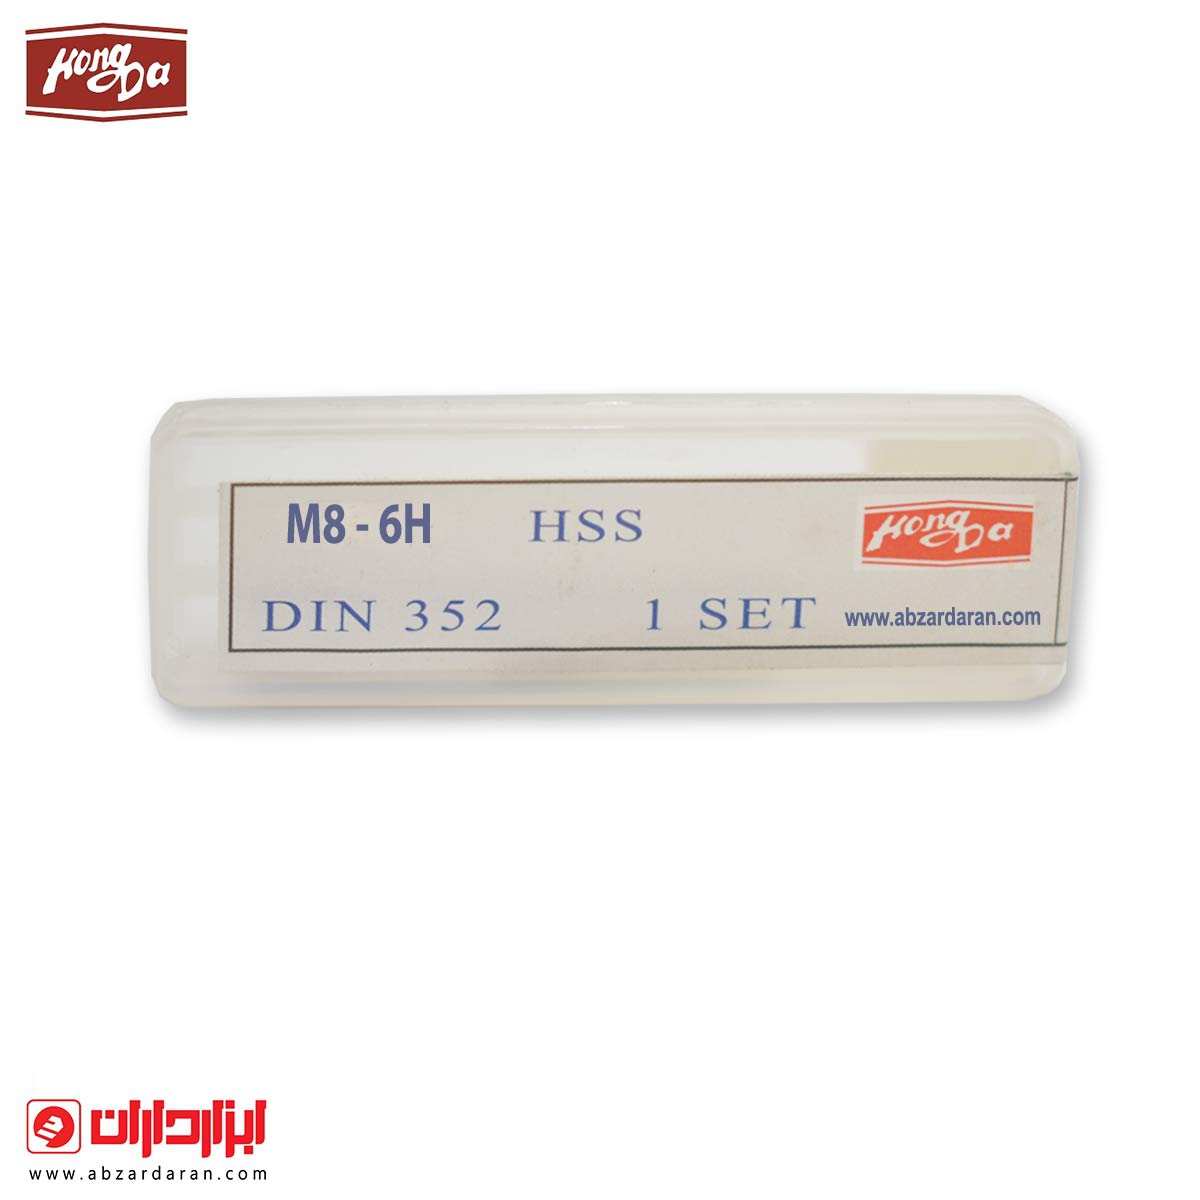 Hong Da
M8 - 6H HSS Hong Da
DIN 352 1 SET www.abzardaran.com
ابزارداران
www.abzardaran.com